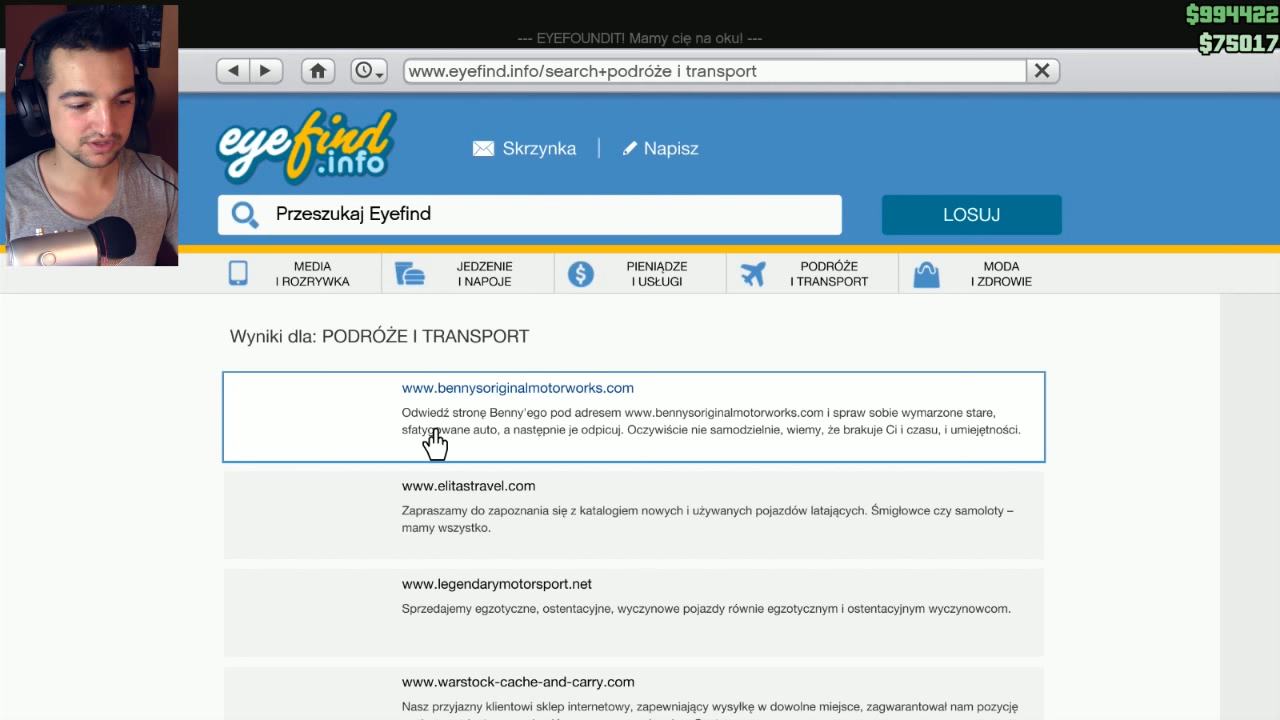 $994422
$75017
--- EYEFOUNDIT! Mamy cię na oku! ---
www.eyefind.info/search+podróże i transport
eyefind
.info
Skrzynka
Napisz
Przeszukaj Eyefind
LOSUJ
MEDIA
I ROZRYWKA
JEDZENIE
I NAPOJE
PIENIĄDZE
I USŁUGI
PODRÓŻE
I TRANSPORT
MODA
I ZDROWIE
Wyniki dla: PODRÓŻE I TRANSPORT
www.bennysoriginalmotorworks.com
Odwiedź stronę Benny'ego pod adresem www.bennysoriginalmotorworks.com i spraw sobie wymarzone stare,
sfatygowane auto, a następnie je odpicuj. Oczywiście nie samodzielnie, wiemy, że brakuje Ci i czasu, i umiejętności.
www.elitastravel.com
Zapraszamy do zapoznania się z katalogiem nowych i używanych pojazdów latających. Śmigłowce czy samoloty –
mamy wszystko.
www.legendarymotorsport.net
Sprzedajemy egzotyczne, ostentacyjne, wyczynowe pojazdy równie egzotycznym i ostentacyjnym wyczynowcom.
www.warstock-cache-and-carry.com
Nasz przyjazny klientowi sklep internetowy, zapewniający wysyłkę w dowolne miejsce, zagwarantował nam pozycję